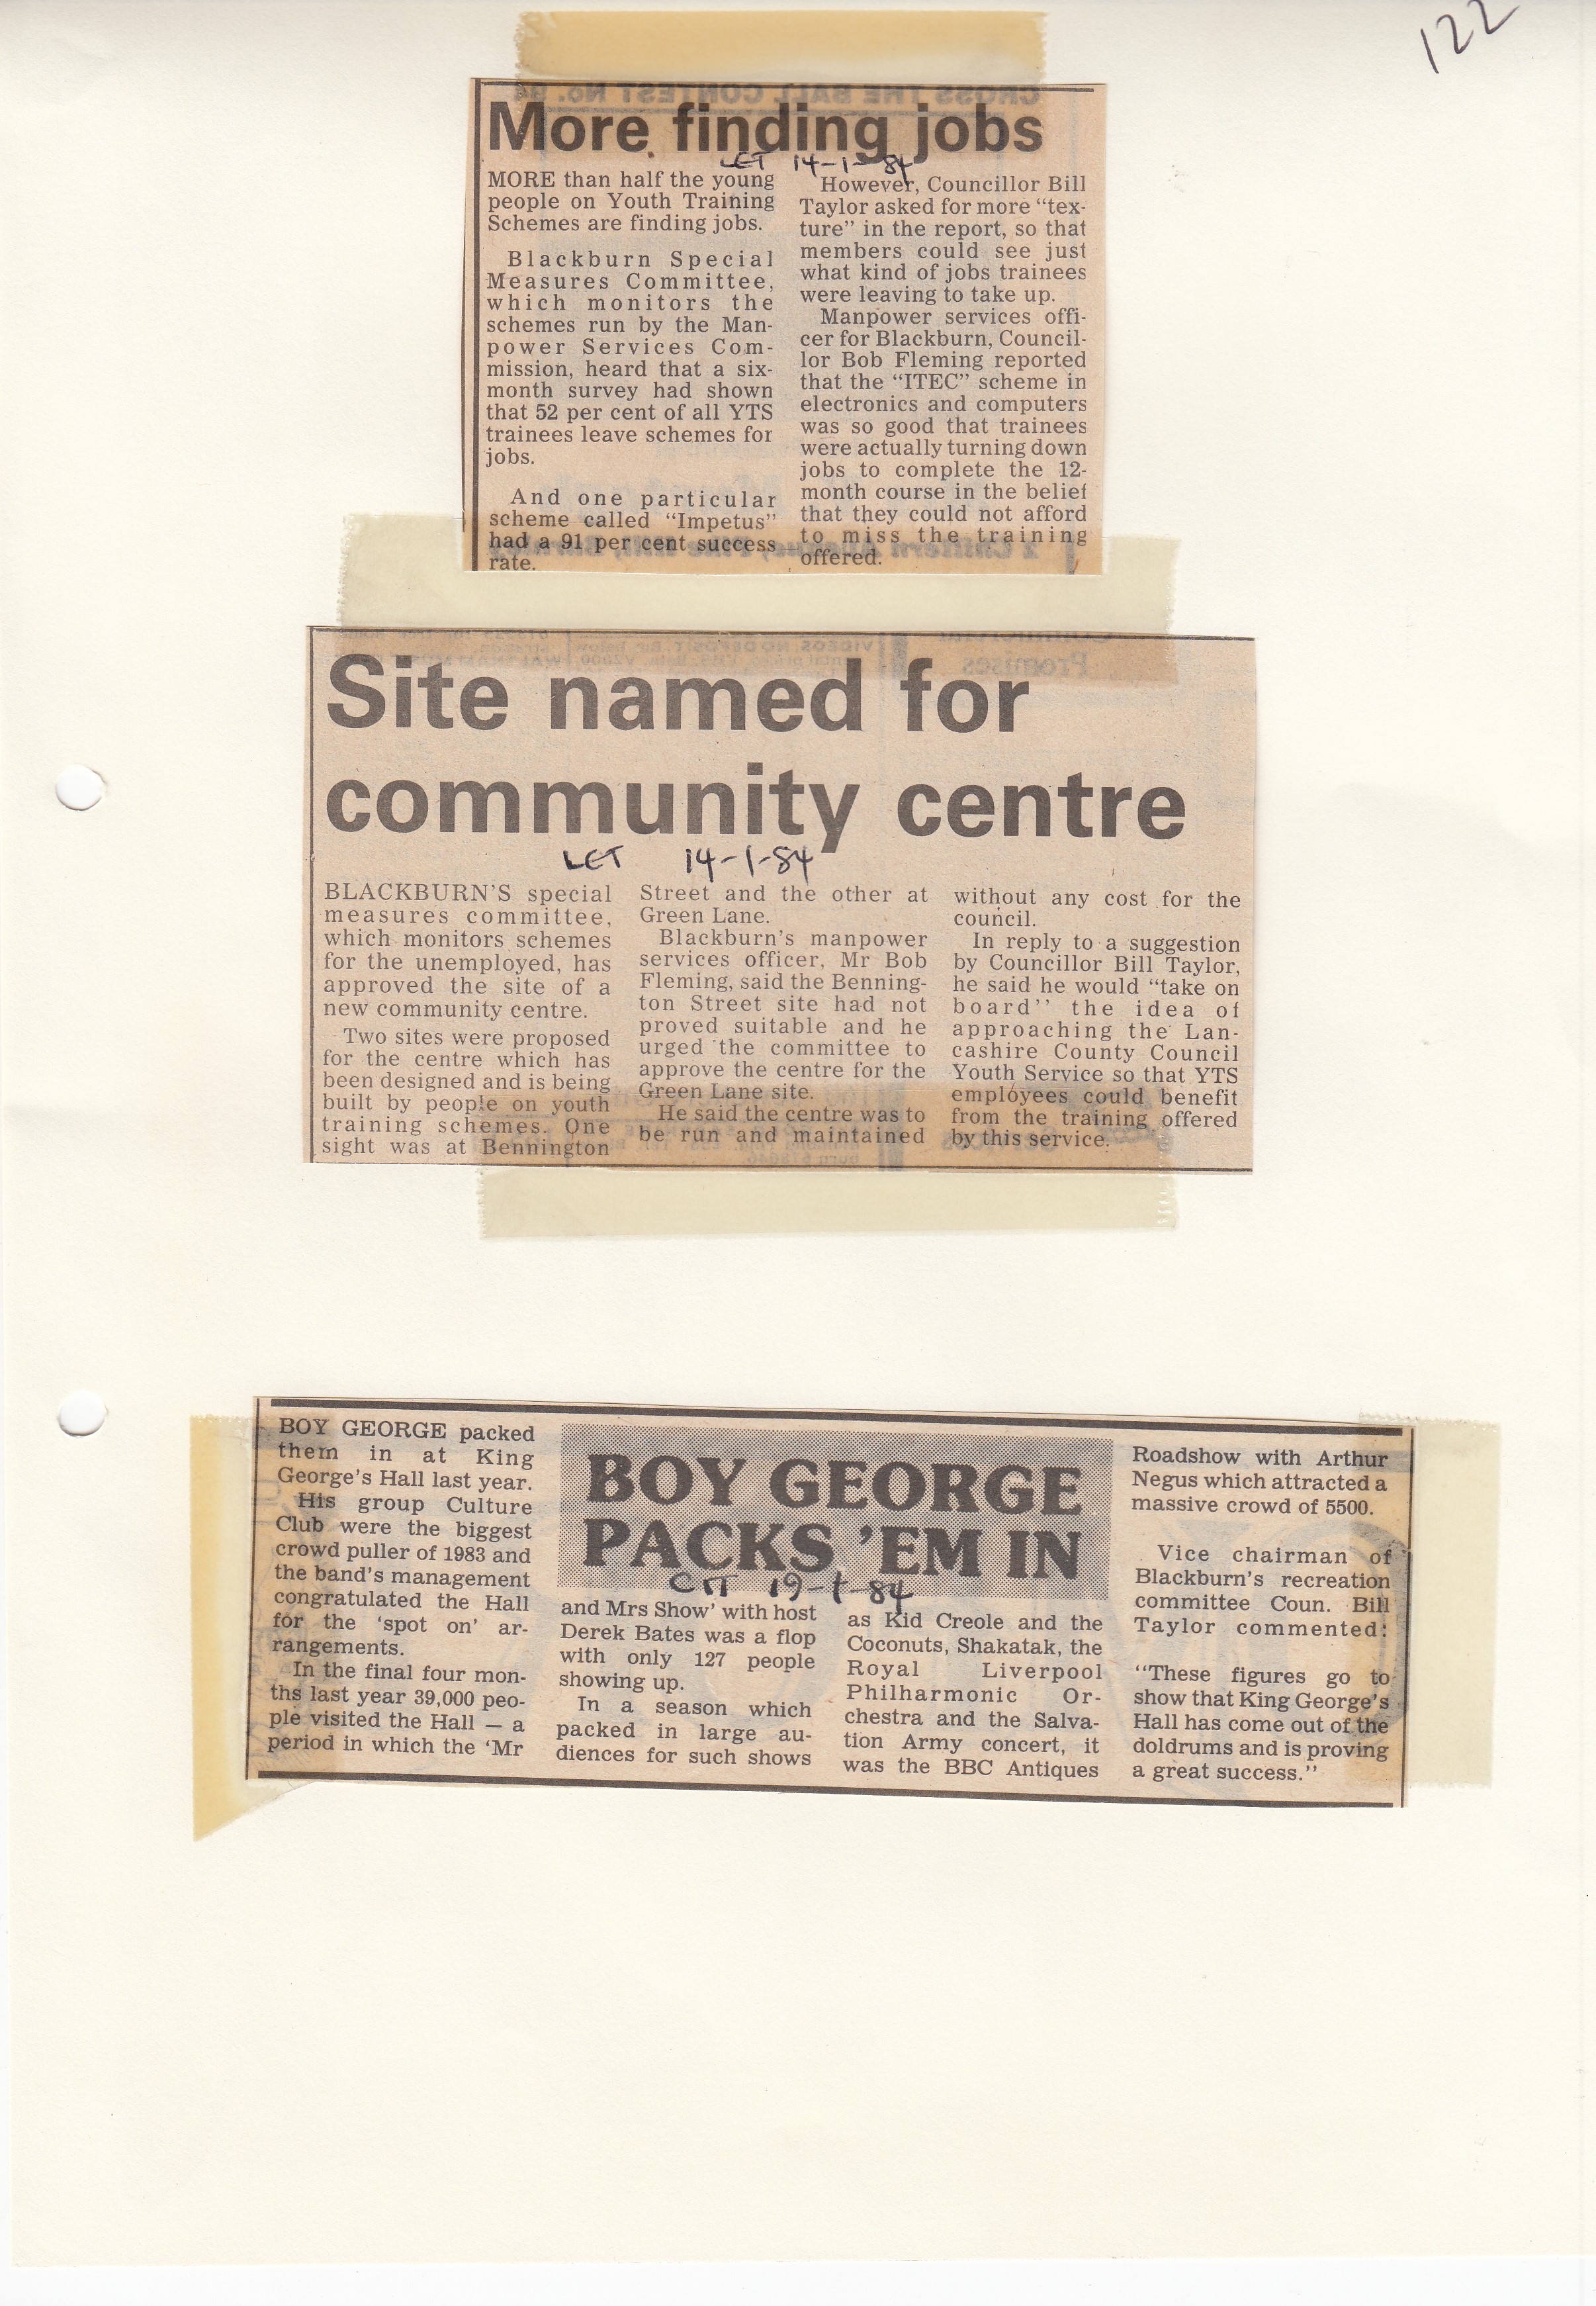 122
More finding jobs
LET 14-1-84
MORE than half the young
people on Youth Training
Schemes are finding jobs.
Blackburn Special
Measures Committee,
which monitors the
schemes run by the Man-
power Services Com-
mission, heard that a six-
month survey had shown
that 52 per cent of all YTS
trainees leave schemes for
jobs.
And one particular
scheme called “Impetus”
had a 91 per cent success
rate.
However, Councillor Bill
Taylor asked for more “tex-
ture” in the report, so that
members could see just
what kind of jobs trainees
were leaving to take up.
Manpower services offi-
cer for Blackburn, Council-
lor Bob Fleming reported
that the “ITEC” scheme in
electronics and computers
was so good that trainees
were actually turning down
jobs to complete the 12-
month course in the belief
that they could not afford
to miss the training
offered.
Site named for
community centre
LET 14-1-84
BLACKBURN'S special
measures committee,
which monitors schemes
for the unemployed, has
approved the site of a
new community centre.
Two sites were proposed
for the centre which has
been designed and is being
built by people on youth
training schemes. One
sight was at Bennington
Street and the other at
Green Lane.
Blackburn's manpower
services officer, Mr Bob
Fleming, said the Benning-
ton Street site had not
proved suitable and he
urged the committee to
approve the centre for the
Green Lane site.
He said the centre was to
be run and maintained
without any cost for the
council.
In reply to a suggestion
by Councillor Bill Taylor,
he said he would “take on
board” the idea of
approaching the Lan-
cashire County Council
Youth Service so that YTS
employees could benefit
from the training offered
by this service.
BOY GEORGE
PACKS 'EM IN
CIT 19-1-84
BOY GEORGE packed
them in at King
George's Hall last year.
His group Culture
Club were the biggest
crowd puller of 1983 and
the band's management
congratulated the Hall
for the 'spot on' ar-
rangements.
In the final four mon-
ths last year 39,000 peo-
ple visited the Hall — a
period in which the 'Mr
and Mrs Show' with host
Derek Bates was a flop
with only 127 people
showing up.
In a season which
packed in large au-
diences for such shows
as Kid Creole and the
Coconuts, Shakatak, the
Royal Liverpool
Philharmonic Or-
chestra and the Salva-
tion Army concert, it
was the BBC Antiques
Roadshow with Arthur
Negus which attracted a
massive crowd of 5500.
Vice chairman of
Blackburn's recreation
committee Coun. Bill
Taylor commented:
“These figures go to
show that King George's
Hall has come out of the
doldrums and is proving
a great success.”